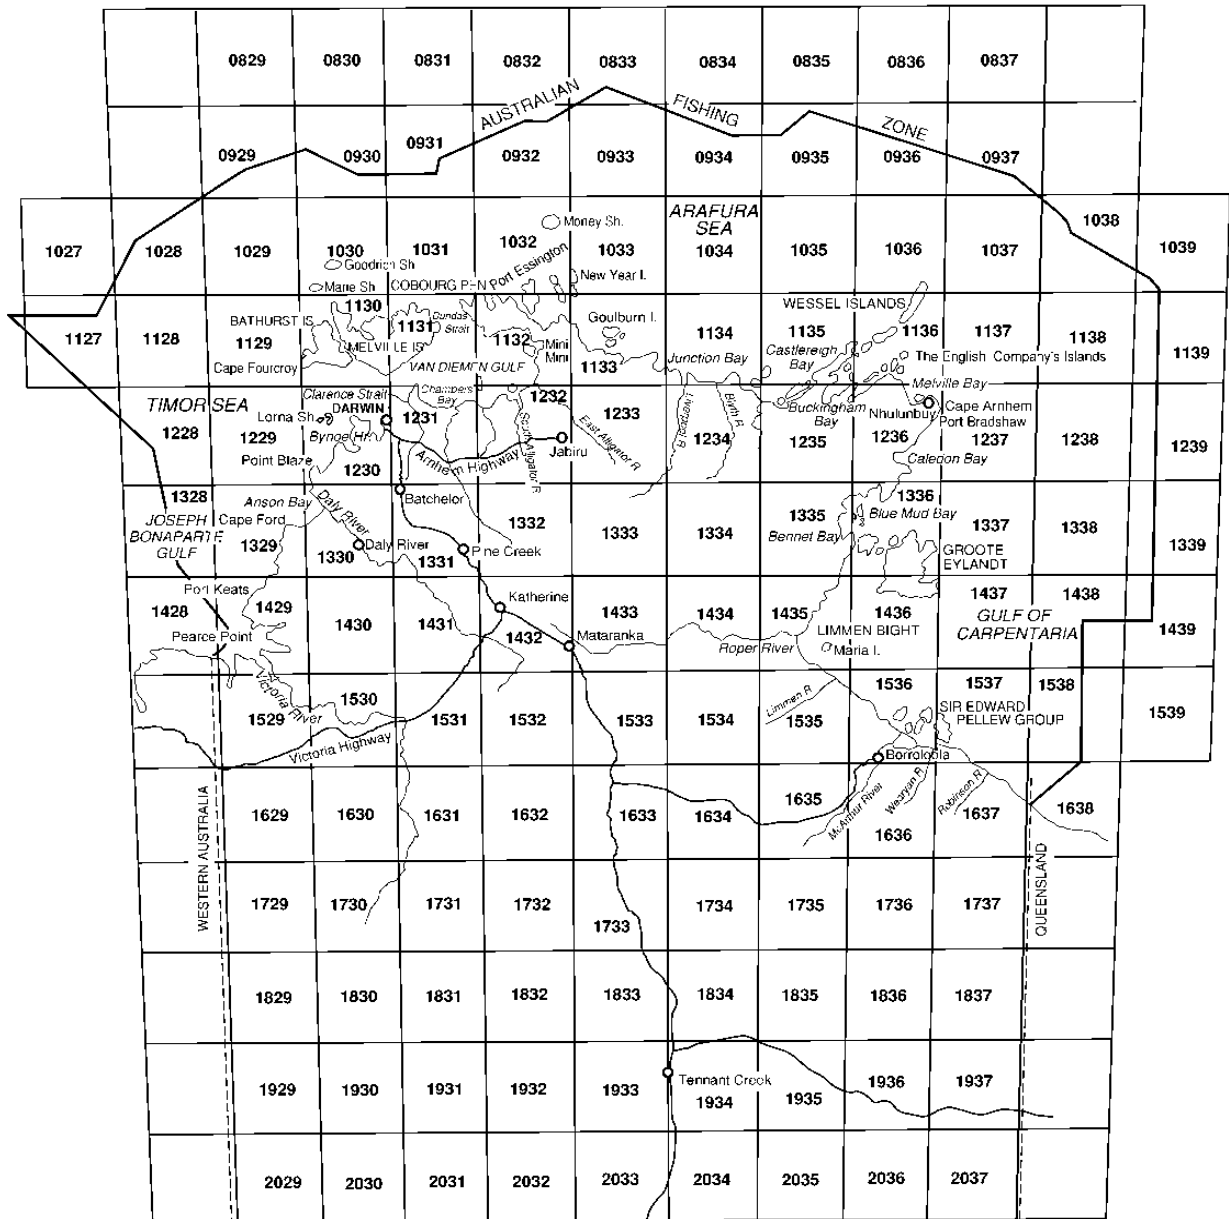 0829 0830 0831 0832 0833 0834 0835 0836 0837
AUSTRALIAN FISHING ZONE
0929 0930 0931 0932 0933 0934 0935 0936 0937
ARAFURA
SEA
Money Sh.
1027 1028 1029 1030 1031 1032 1033 1034 1035 1036 1037 1038 1039
Goodrich Sh
Port Essington
New Year I.
Marie Sh
COBOURG PEN
WESSEL ISLANDS
BATHURST IS
Dundas
Strait
Goulburn I.
1127 1128 1129 1130 1131 1132 1133 1134 1135 1136 1137 1138 1139
MELVILLE IS
Mini
Mini
Junction Bay
Castlereigh
Bay
The English Company's Islands
Cape Fourcroy
VAN DIEMEN GULF
Melville Bay
TIMOR SEA
Clarence Strait
Chambers
Bay
DARWIN
Lorna Sh
Bynoe Hr.
Buckingham
Bay
Nhulunbuy
Cape Arnhem
Port Bradshaw
1228 1229 1230 1231 1232 1233 1234 1235 1236 1237 1238 1239
Point Blaze
Arnhem Highway
South Alligator R
East Alligator R
Jabiru
Liverpool R
Blyth R
Caledon Bay
Anson Bay
Daly River
Batchelor
JOSEPH
BONAPARTE
GULF
Cape Ford
Blue Mud Bay
Bennet Bay
1328 1329 1330 1331 1332 1333 1334 1335 1336 1337 1338 1339
Daly River
Pine Creek
GROOTE
EYLANDT
Port Keats
Katherine
1428 1429 1430 1431 1432 1433 1434 1435 1436 1437 1438 1439
GULF OF
CARPENTARIA
Pearce Point
Mataranka
Roper River
LIMMEN BIGHT
Maria I.
Victoria River
Limmen R
1529 1530 1531 1532 1533 1534 1535 1536 1537 1538 1539
SIR EDWARD
PELLEW GROUP
Victoria Highway
Borroloola
McArthur River
Wearyan R
Robinson R
1629 1630 1631 1632 1633 1634 1635 1636 1637 1638
WESTERN AUSTRALIA
QUEENSLAND
1729 1730 1731 1732 1733 1734 1735 1736 1737
1829 1830 1831 1832 1833 1834 1835 1836 1837
Tennant Creek
1929 1930 1931 1932 1933 1934 1935 1936 1937
2029 2030 2031 2032 2033 2034 2035 2036 2037